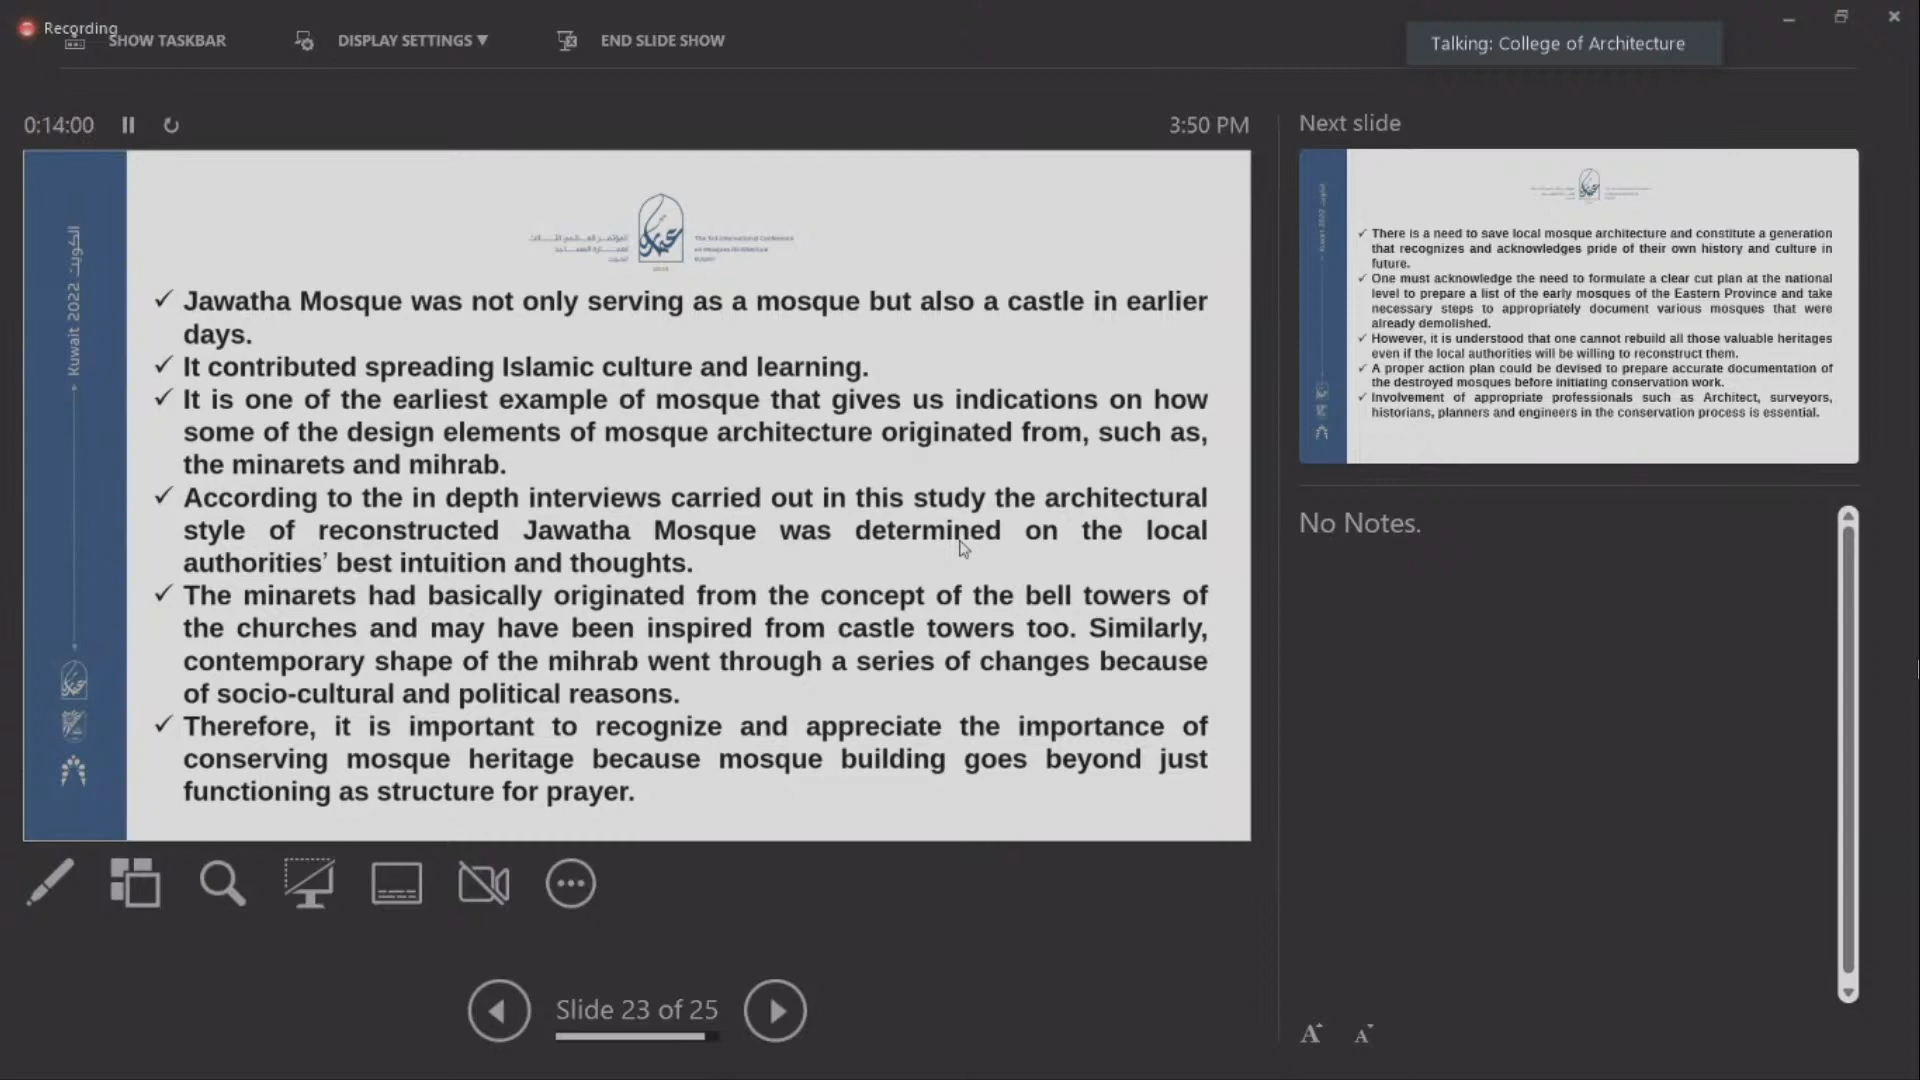 Recording
SHOW TASKBAR
DISPLAY SETTINGS ▼
END SLIDE SHOW
Talking: College of Architecture
0:14:00
3:50 PM
Next slide
الكويت Kuwait 2022
The 3rd International Conference
on Mosque Architecture
✓ Jawatha Mosque was not only serving as a mosque but also a castle in earlier
days.
✓ It contributed spreading Islamic culture and learning.
✓ It is one of the earliest example of mosque that gives us indications on how
some of the design elements of mosque architecture originated from, such as,
the minarets and mihrab.
✓ According to the in depth interviews carried out in this study the architectural
style of reconstructed Jawatha Mosque was determined on the local
authorities’ best intuition and thoughts.
✓ The minarets had basically originated from the concept of the bell towers of
the churches and may have been inspired from castle towers too. Similarly,
contemporary shape of the mihrab went through a series of changes because
of socio-cultural and political reasons.
✓ Therefore, it is important to recognize and appreciate the importance of
conserving mosque heritage because mosque building goes beyond just
functioning as structure for prayer.
Kuwait 2022 الكويت
✓ There is a need to save local mosque architecture and constitute a generation
that recognizes and acknowledges pride of their own history and culture in
future.
✓ One must acknowledge the need to formulate a clear cut plan at the national
level to prepare a list of the early mosques of the Eastern Province and take
necessary steps to appropriately document various mosques that were
already demolished.
✓ However, it is understood that one cannot rebuild all those valuable heritages
even if the local authorities will be willing to reconstruct them.
✓ A proper action plan could be devised to prepare accurate documentation of
the destroyed mosques before initiating conservation work.
✓ Involvement of appropriate professionals such as Architect, surveyors,
historians, planners and engineers in the conservation process is essential.
No Notes.
Slide 23 of 25
A A